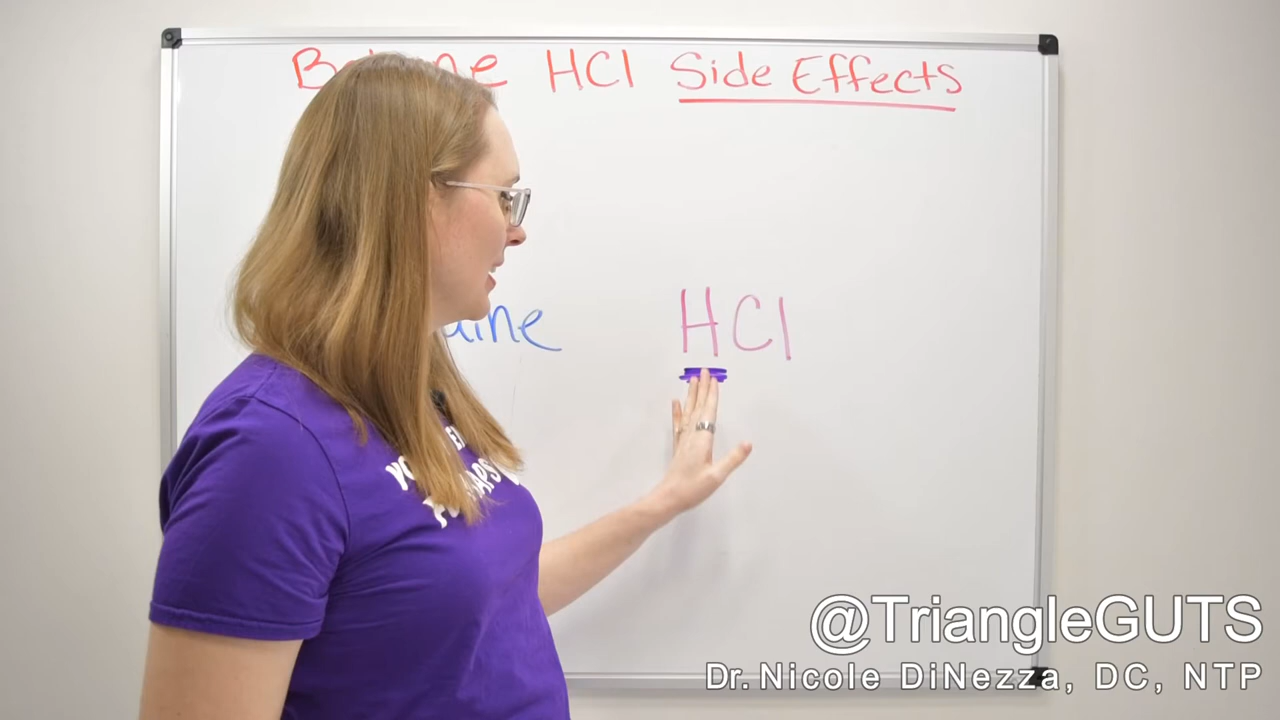 HCl Side Effects
HCl
@TriangleGUTS
Dr. Nicole DiNezza, DC, NTP